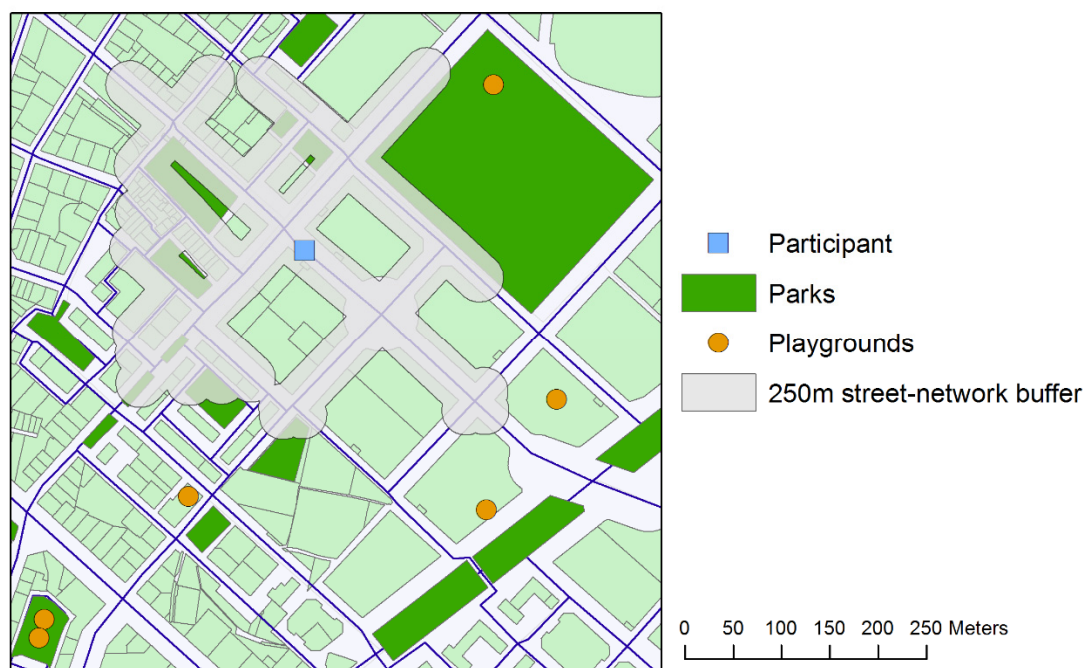 Participant
Parks
Playgrounds
250m street-network buffer
0 50 100 150 200 250 Meters